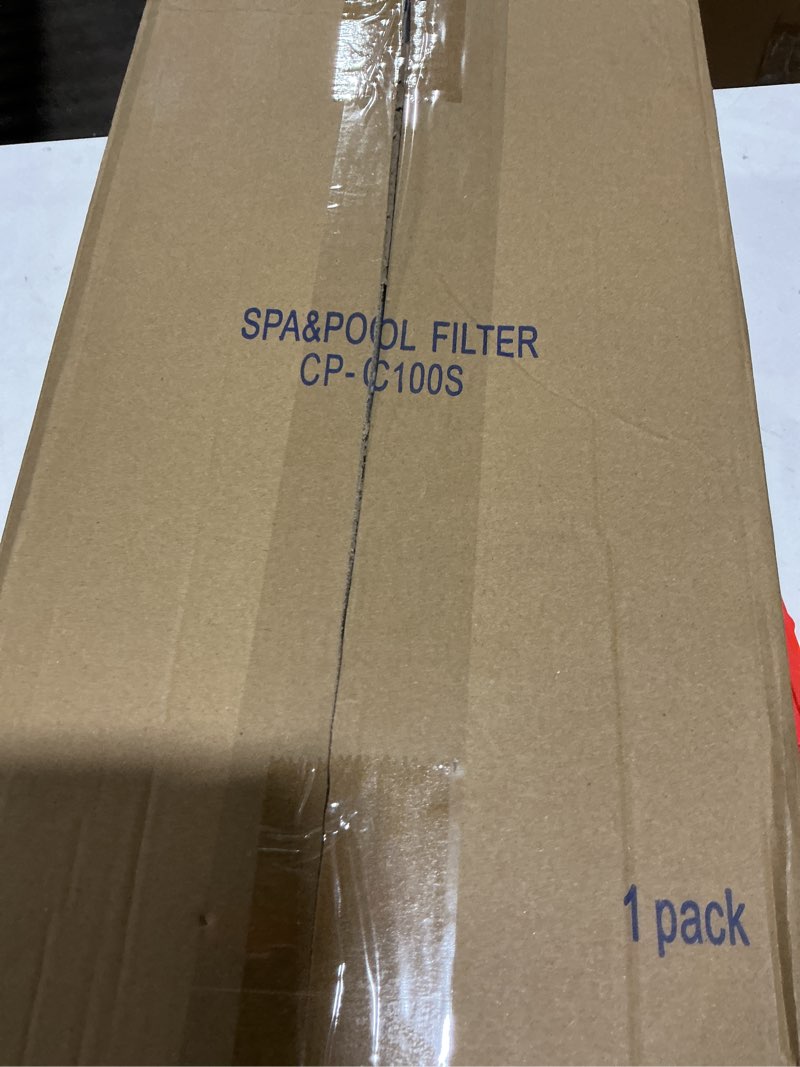 SPA&POOL FILTER
CP-C100S
1 pack